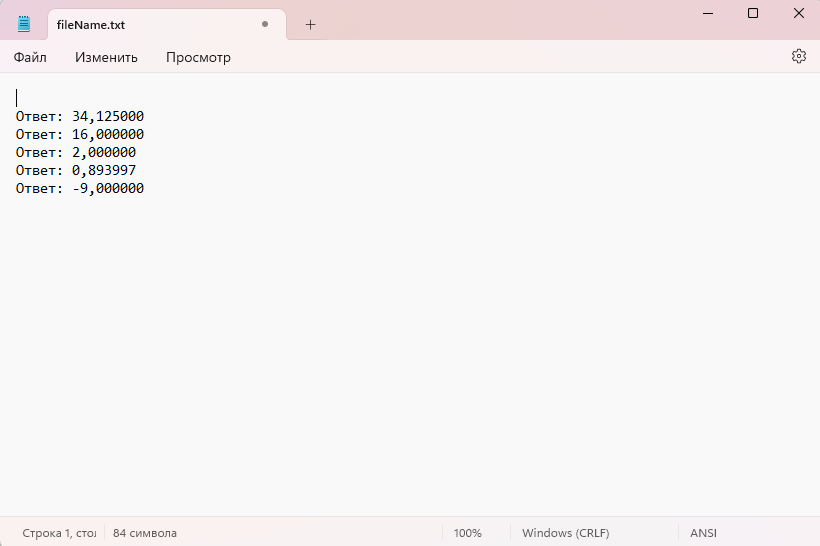 fileName.txt
Файл Изменить Просмотр
Ответ: 34,125000
Ответ: 16,000000
Ответ: 2,000000
Ответ: 0,893997
Ответ: -9,000000
Строка 1, стол 84 символа 100% Windows (CRLF) ANSI